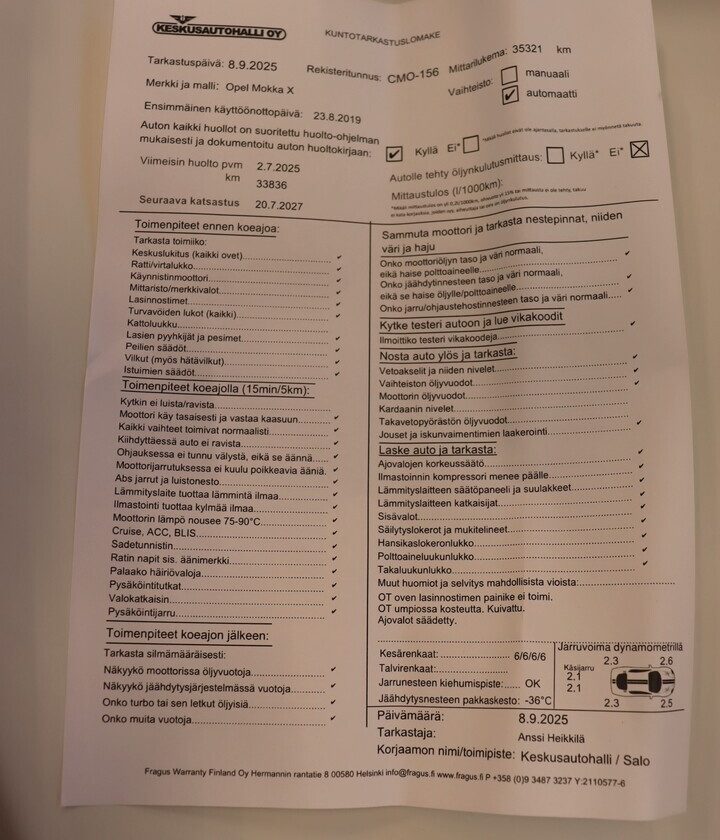 KESKUSAUTOHALLI OY
KUNTOTARKASTUSLOMAKE
Tarkastuspäivä: 8.9.2025 Rekisteritunnus: CMO-156 Mittarilukema: 35321 km
Merkki ja malli: Opel Mokka X
Vaihteisto: manuaali
✔ automaatti
Ensimmäinen käyttöönottopäivä: 23.8.2019
Auton kaikki huollot on suoritettu huolto-ohjelman
mukaisesti ja dokumentoitu auton huoltokirjaan: ✔ Kyllä Ei*
Viimeisin huolto pvm 2.7.2025
km 33836
Autolle tehty öljynkulutusmittaus: Kyllä* Ei* ☒
Mittaustulos (l/1000km):
Seuraava katsastus 20.7.2027
Toimenpiteet ennen koejoa:
Tarkasta toimiiko:
Keskuslukitus (kaikki ovet) ✔
Ratti/virtalukko ✔
Käynnistinmoottori ✔
Mittaristo/merkkivalot ✔
Lasinnostimet ✔
Turvavöiden lukot (kaikki) ✔
Kattoluukku
Lasien pyyhkijät ja pesimet ✔
Peilien säädöt ✔
Vilkut (myös hätävilkut) ✔
Istuimien säädöt ✔
Toimenpiteet koejolla (15min/5km):
Kytkin ei luista/ravista
Moottori käy tasaisesti ja vastaa kaasuun ✔
Kaikki vaihteet toimivat normaalisti ✔
Kiihdyttäessä auto ei ravista ✔
Ohjauksessa ei tunnu välystä, eikä se äännä ✔
Moottorijarrutuksessa ei kuulu poikkeavia ääniä. ✔
Abs jarrut ja luistonesto ✔
Lämmityslaite tuottaa lämmintä ilmaa ✔
Ilmastointi tuottaa kylmää ilmaa ✔
Moottorin lämpö nousee 75-90°C ✔
Cruise, ACC, BLIS ✔
Sadetunnistin ✔
Ratin napit sis. äänimerkki ✔
Palaako häiriövaloja ✔
Pysäköintitutkat ✔
Valokatkaisin ✔
Pysäköintijarru ✔
Toimenpiteet koejon jälkeen:
Tarkasta silmämääräisesti:
Näkyykö moottorissa öljyvuotoja ✔
Näkyykö jäähdytysjärjestelmässä vuotoja ✔
Onko turbo tai sen letkut öljyisiä ✔
Onko muita vuotoja ✔
Sammuta moottori ja tarkasta nestepinnat, niiden
väri ja haju
Onko moottoriöljyn taso ja väri normaali,
eikä haise polttoaineelle ✔
Onko jäähdytinnesteen taso ja väri normaali,
eikä se haise öljylle/polttoaineelle ✔
Onko jarru/ohjaustehostinnesteen taso ja väri normaali ✔
Kytke testeri autoon ja lue vikakoodit
Ilmoittiko testeri vikakoodeja ✔
Nosta auto ylös ja tarkasta:
Vetoakselit ja niiden nivelet ✔
Vaihteiston öljyvuodot ✔
Moottorin öljyvuodot ✔
Kardaanin nivelet
Takavetopyörästön öljyvuodot
Jouset ja iskunvaimentimien laakerointi ✔
Laske auto ja tarkasta:
Ajovalojen korkeussäätö ✔
Ilmastoinnin kompressori menee päälle ✔
Lämmityslaitteen säätöpaneeli ja suulakkeet ✔
Lämmityslaitteen katkaisijat
Sisävalot ✔
Säilytyslokerot ja mukitelineet ✔
Hansikaslokeronlukko ✔
Polttoaineluukunlukko ✔
Takaluukunlukko ✔
Muut huomiot ja selvitys mahdollisista vioista:
OT oven lasinnostimen painike ei toimi.
OT umpiossa kosteutta. Kuivattu.
Ajovalot säädetty.
Kesärenkaat: 6/6/6/6
Talvirenkaat:
Jarrunesteen kiehumispiste: OK
Jäähdytysnesteen pakkaskesto: -36°C
Jarruvoima dynamometrillä
2.3 2.6
Käsijarru
2.1
2.1
2.3 2.5
Päivämäärä: 8.9.2025
Tarkastaja: Anssi Heikkilä
Korjaamon nimi/toimipiste: Keskusautohalli / Salo
Fragus Warranty Finland Oy Hermannin rantatie 8 00580 Helsinki info@fragus.fi www.fragus.fi P +358 (0)9 3487 3237 Y:2110577-6